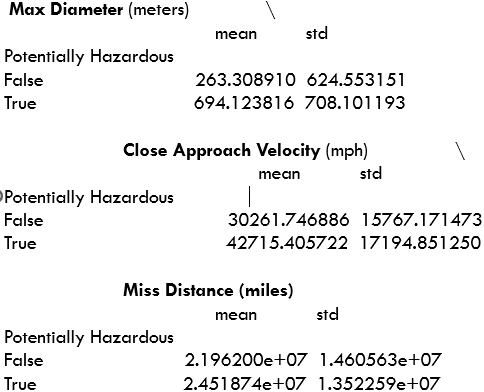 Max Diameter (meters) \
mean std
Potentially Hazardous
False 263.308910 624.553151
True 694.123816 708.101193
Close Approach Velocity (mph) \
mean std
Potentially Hazardous
False 30261.746886 15767.171473
True 42715.405722 17194.851250
Miss Distance (miles)
mean std
Potentially Hazardous
False 2.196200e+07 1.460563e+07
True 2.451874e+07 1.352259e+07